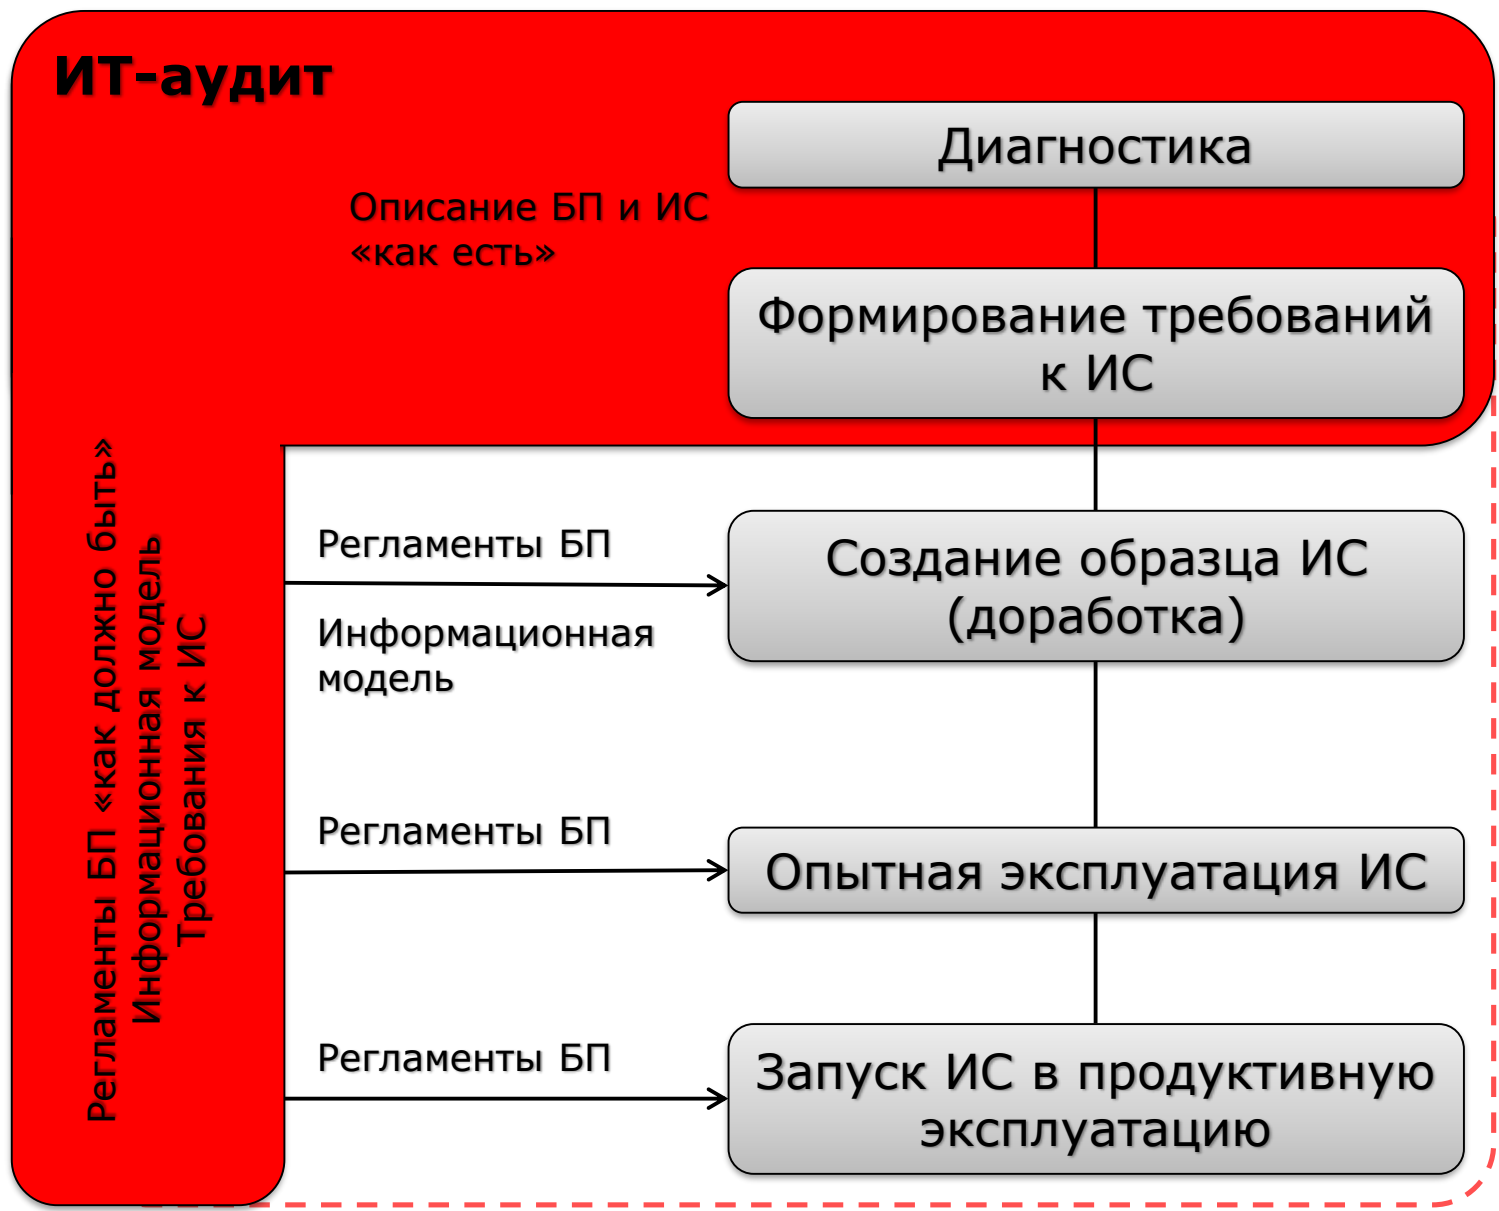 ИТ-аудит
Диагностика
Описание БП и ИС
«как есть»
Формирование требований
к ИС
Регламенты БП «как должно быть»
Информационная модель
Требования к ИС
Регламенты БП
Информационная
модель
Создание образца ИС
(доработка)
Регламенты БП
Опытная эксплуатация ИС
Регламенты БП
Запуск ИС в продуктивную
эксплуатацию